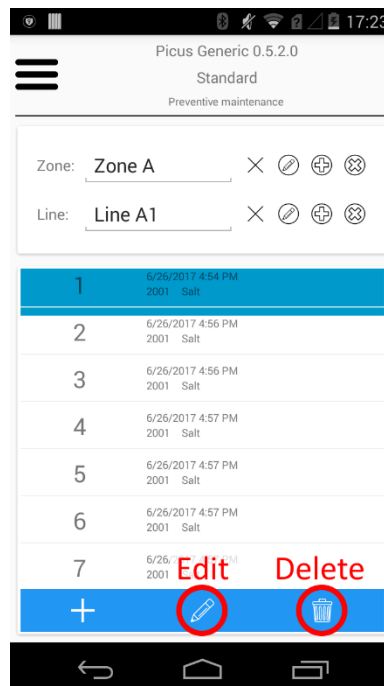 17:23
Picus Generic 0.5.2.0
Standard
Preventive maintenance
Zone: Zone A
Line: Line A1
1 6/26/2017 4:54 PM
2001 Salt
2 6/26/2017 4:56 PM
2001 Salt
3 6/26/2017 4:56 PM
2001 Salt
4 6/26/2017 4:57 PM
2001 Salt
5 6/26/2017 4:57 PM
2001 Salt
6 6/26/2017 4:57 PM
2001 Salt
7 6/26/
2001
Edit Delete